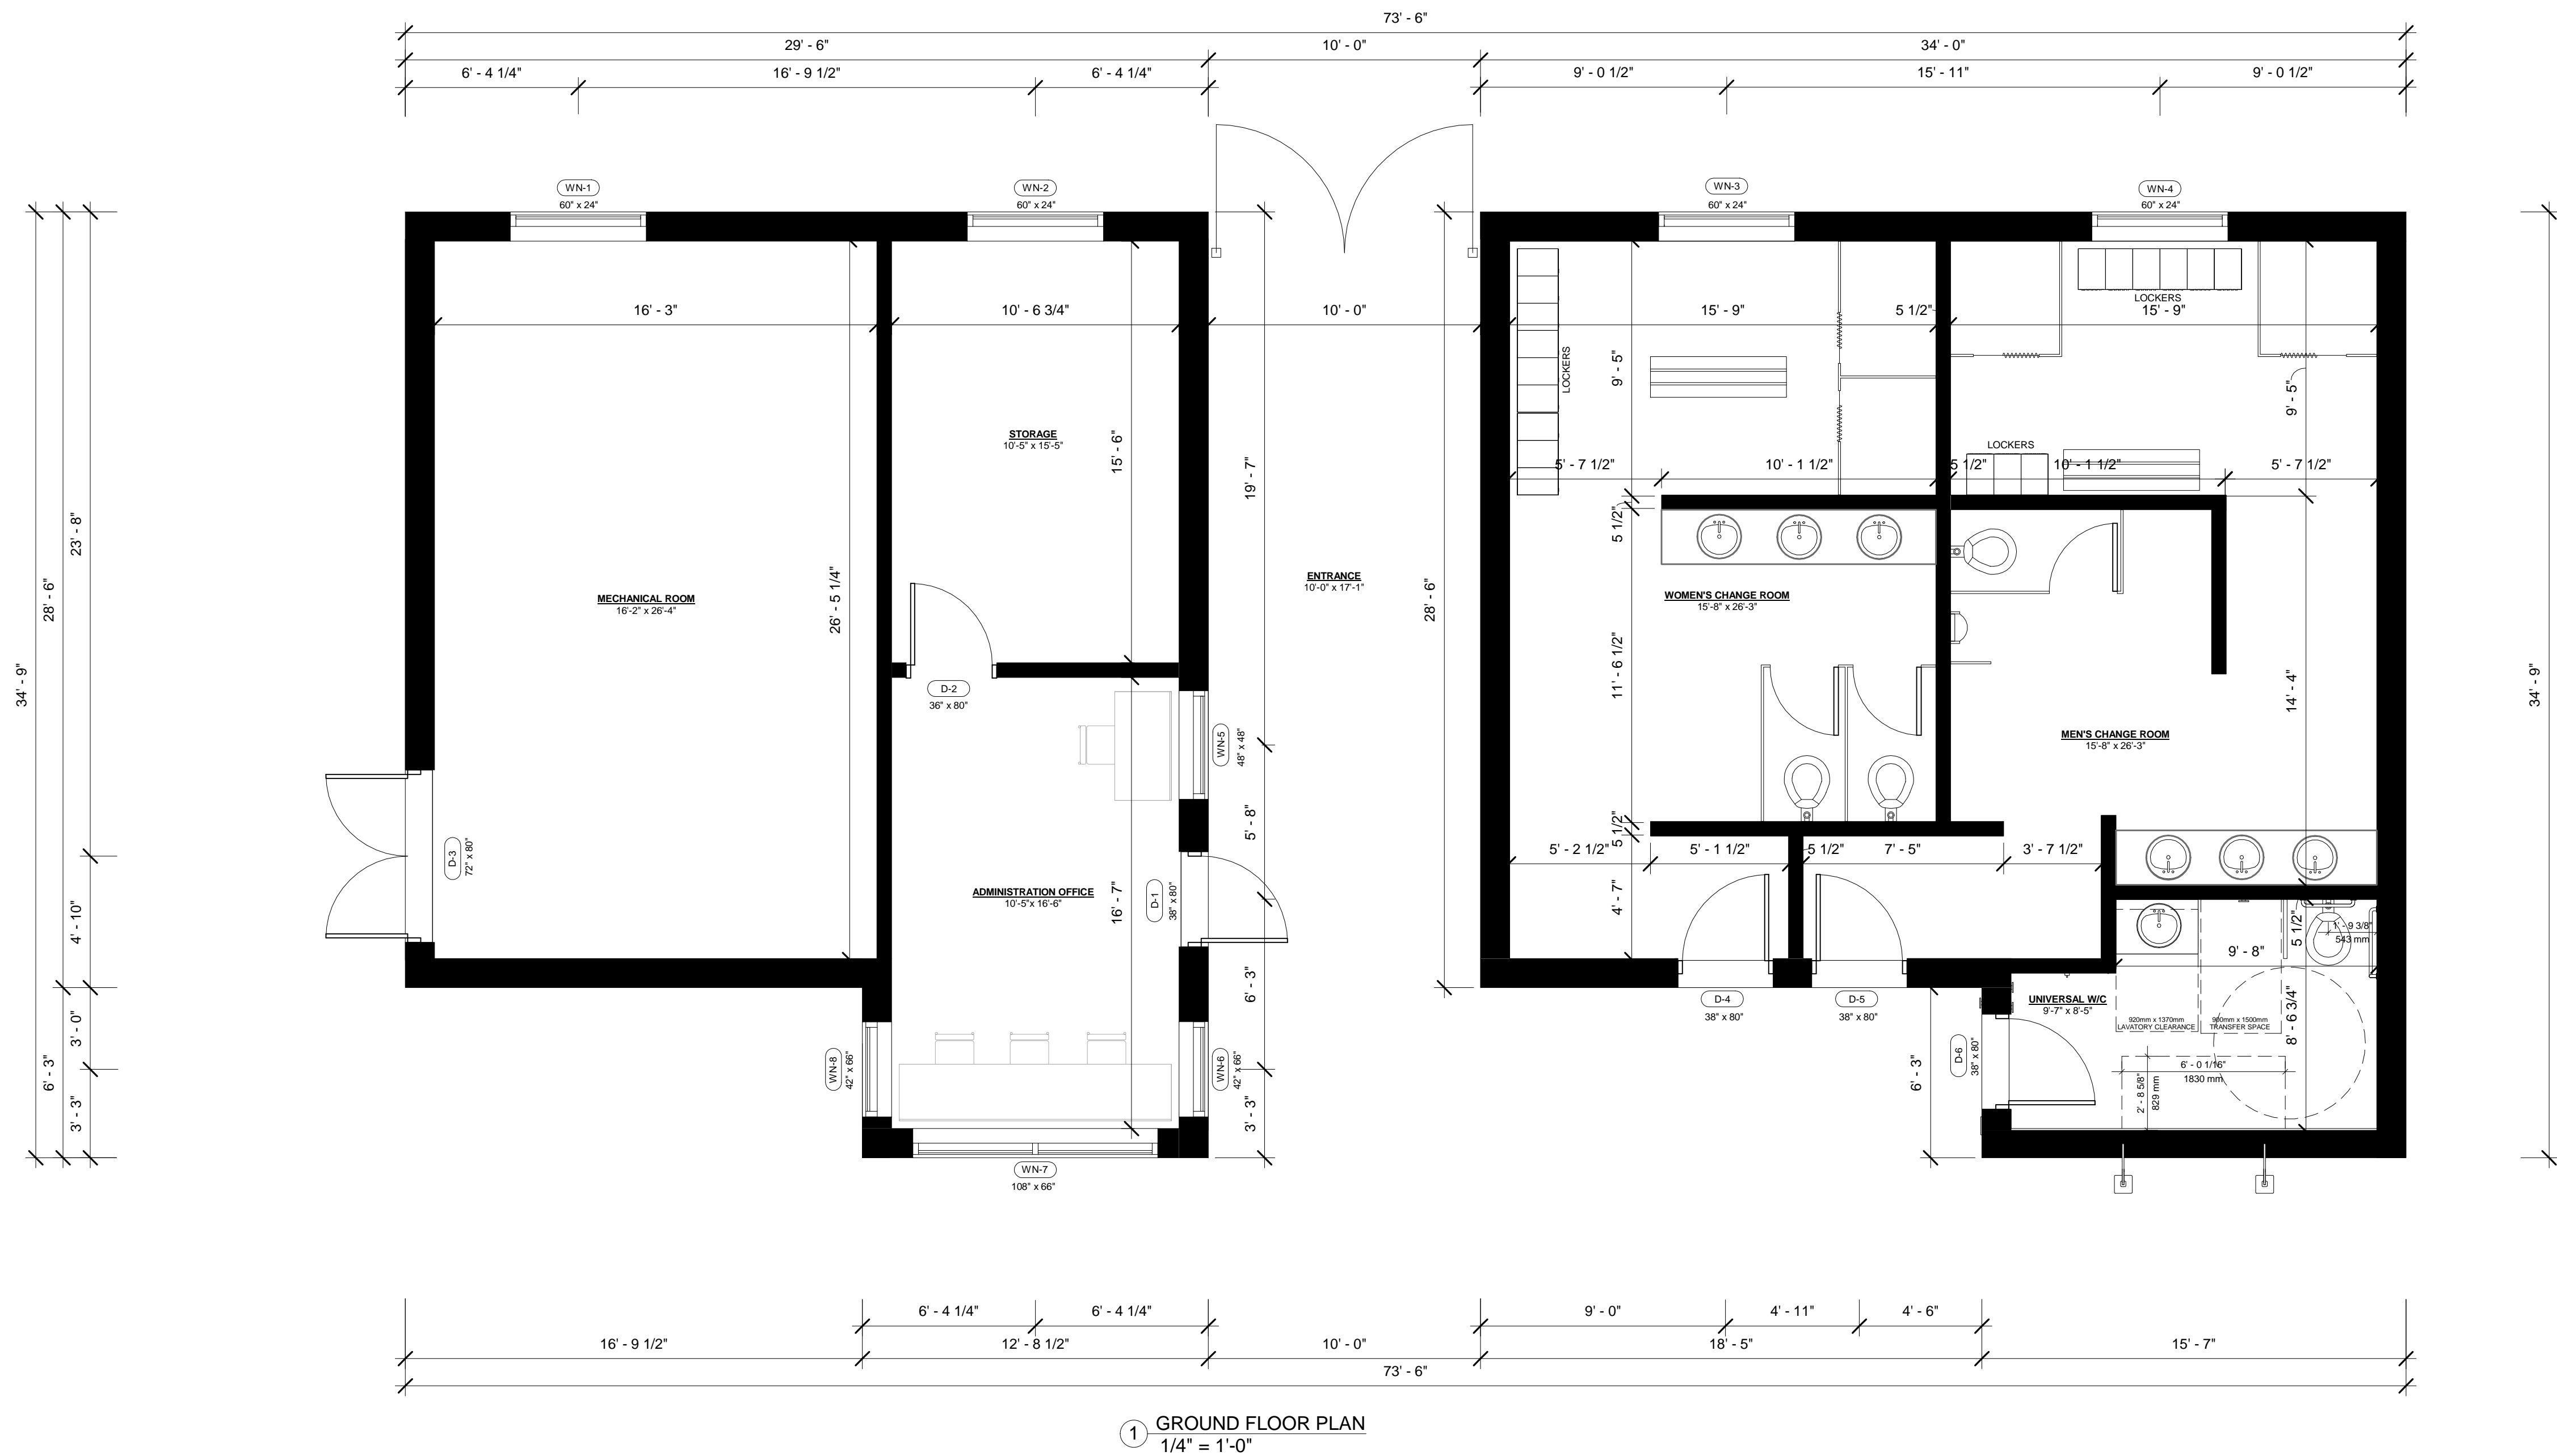 73' - 6"
29' - 6"
10' - 0"
34' - 0"
6' - 4 1/4"
16' - 9 1/2"
6' - 4 1/4"
9' - 0 1/2"
15' - 11"
9' - 0 1/2"
WN-1
60" x 24"
WN-2
60" x 24"
WN-3
60" x 24"
WN-4
60" x 24"
16' - 3"
10' - 6 3/4"
10' - 0"
15' - 9"
5 1/2"
LOCKERS
15' - 9"
LOCKERS
9' - 5"
9' - 5"
STORAGE
10'-5" x 15'-5"
15' - 6"
19' - 7"
LOCKERS
5' - 7 1/2"
10' - 1 1/2"
5 1/2"
10' - 1 1/2"
5' - 7 1/2"
23' - 8"
28' - 6"
34' - 9"
5 1/2"
MECHANICAL ROOM
16'-2" x 26'-4"
26' - 5 1/4"
ENTRANCE
10'-0" x 17'-1"
28' - 6"
WOMEN'S CHANGE ROOM
15'-8" x 26'-3"
11' - 6 1/2"
14' - 4"
34' - 9"
D-2
36" x 80"
WN-5
48" x 48"
MEN'S CHANGE ROOM
15'-8" x 26'-3"
5' - 8"
5 1/2"
D-3
72" x 80"
5' - 2 1/2"
5' - 1 1/2"
5 1/2"
7' - 5"
3' - 7 1/2"
ADMINISTRATION OFFICE
10'-5"x 16'-6"
16' - 7"
D-1
38" x 80"
4' - 7"
4' - 10"
5 1/2"
1' - 9 3/8"
543 mm
9' - 8"
6' - 3"
D-4
38" x 80"
D-5
38" x 80"
UNIVERSAL W/C
9'-7" x 8'-5"
920mm x 1370mm
LAVATORY CLEARANCE
900mm x 1500mm
TRANSFER SPACE
8' - 6 3/4"
3' - 0"
6' - 3"
3' - 3"
WN-8
42" x 66"
WN-6
42" x 66"
3' - 3"
6' - 3"
D-6
38" x 80"
6' - 0 1/16"
1830 mm
2' - 8 5/8"
829 mm
WN-7
108" x 66"
6' - 4 1/4"
6' - 4 1/4"
9' - 0"
4' - 11"
4' - 6"
16' - 9 1/2"
12' - 8 1/2"
10' - 0"
18' - 5"
15' - 7"
73' - 6"
1
GROUND FLOOR PLAN
1/4" = 1'-0"